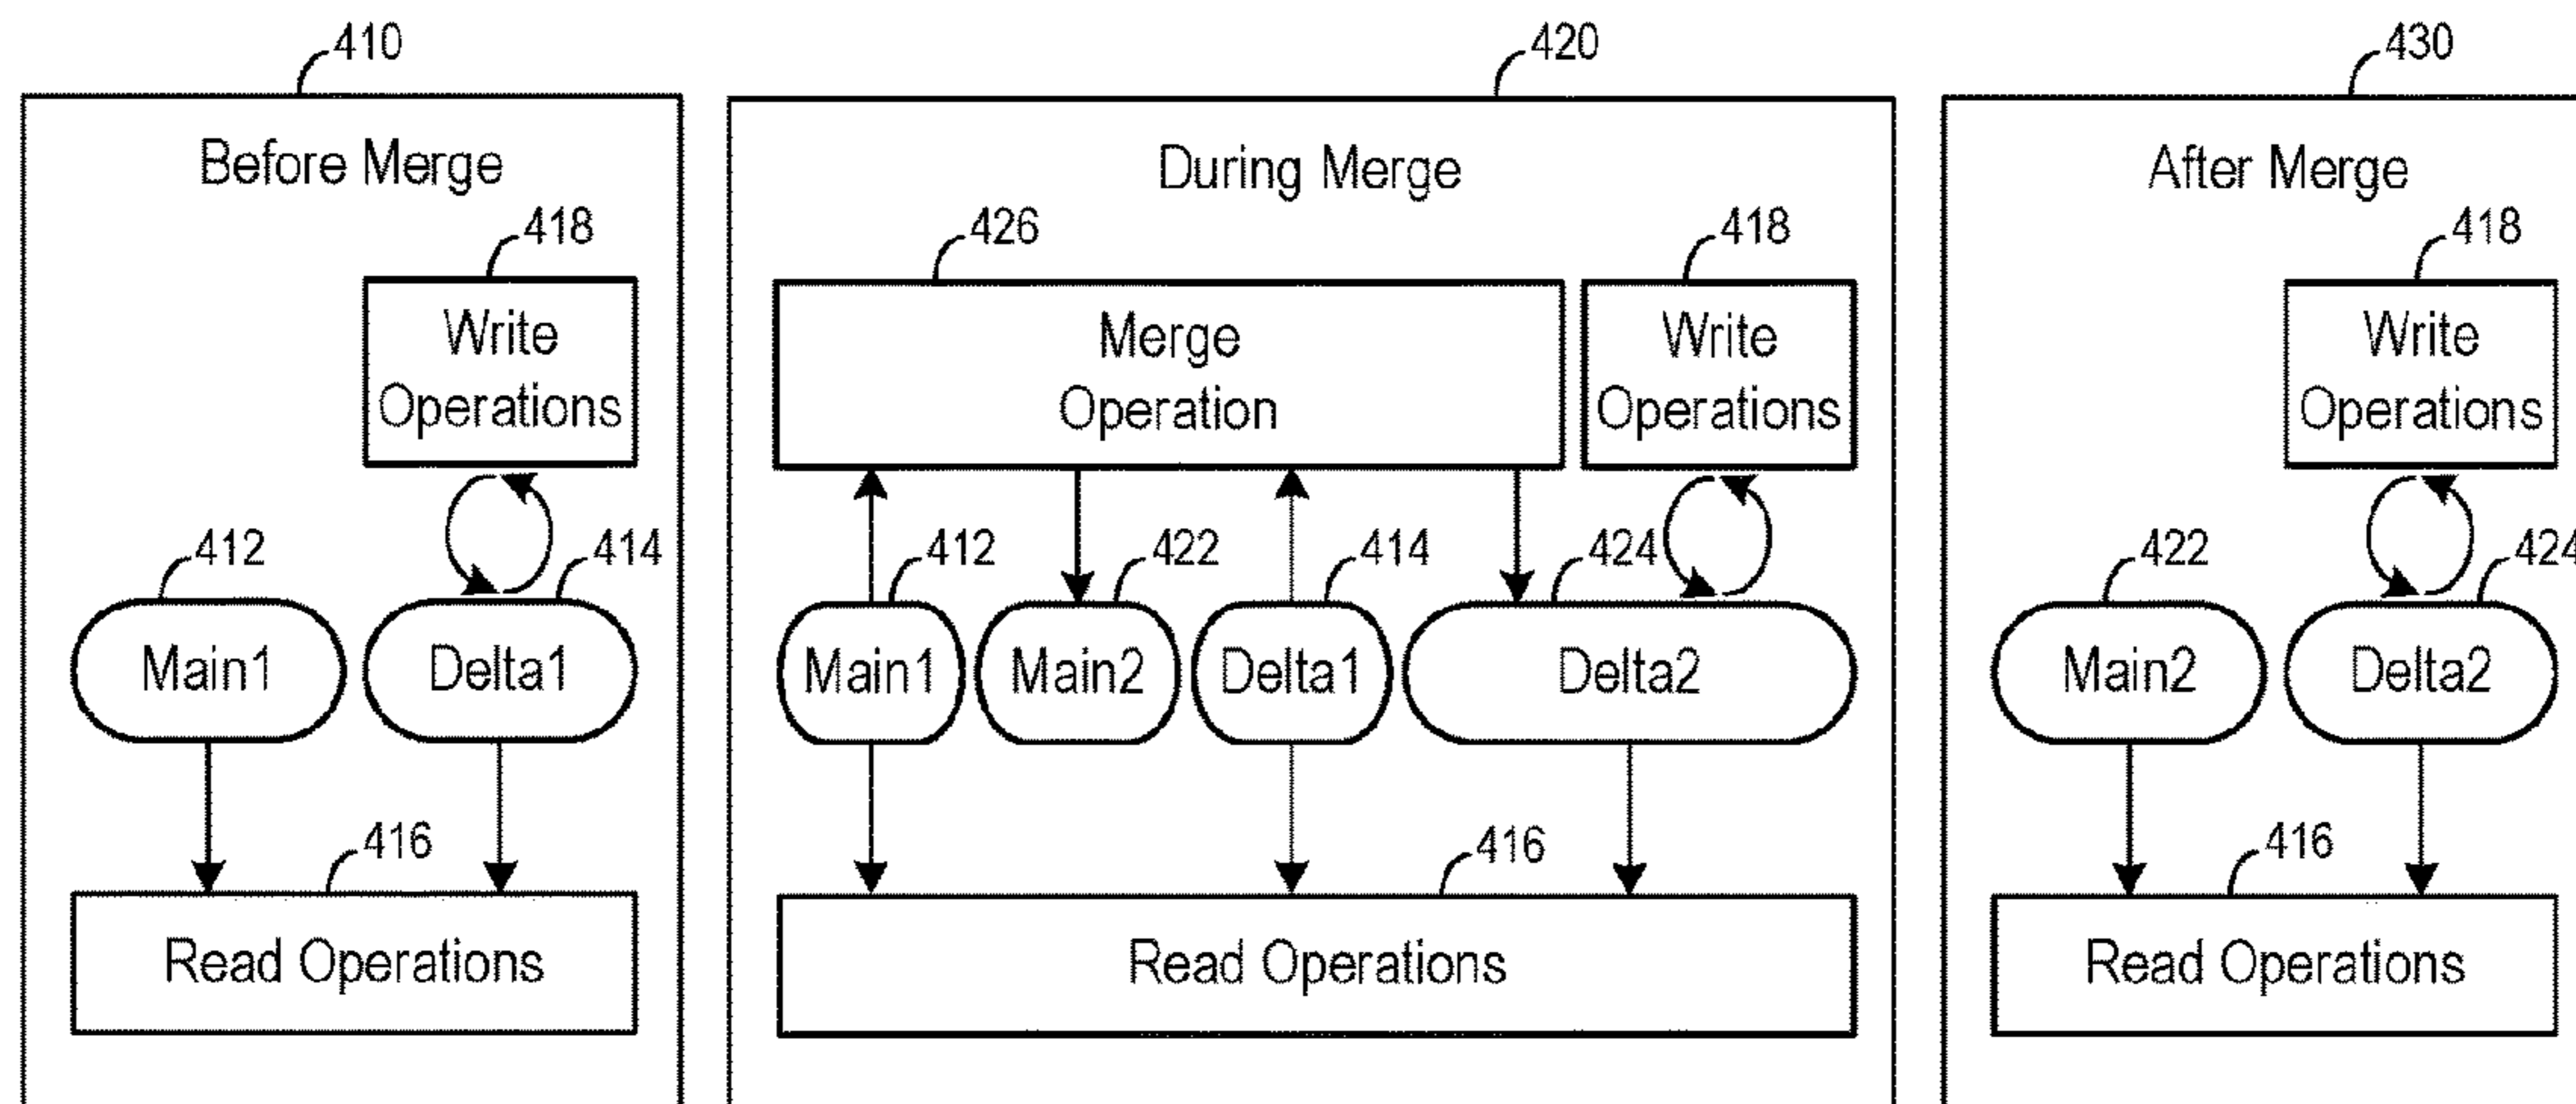 410
Before Merge
418
Write
Operations
412
414
Main1
Delta1
416
Read Operations
420
During Merge
426
418
Merge
Operation
Write
Operations
412
422
414
424
Main1
Main2
Delta1
Delta2
416
Read Operations
430
After Merge
418
Write
Operations
422
424
Main2
Delta2
416
Read Operations